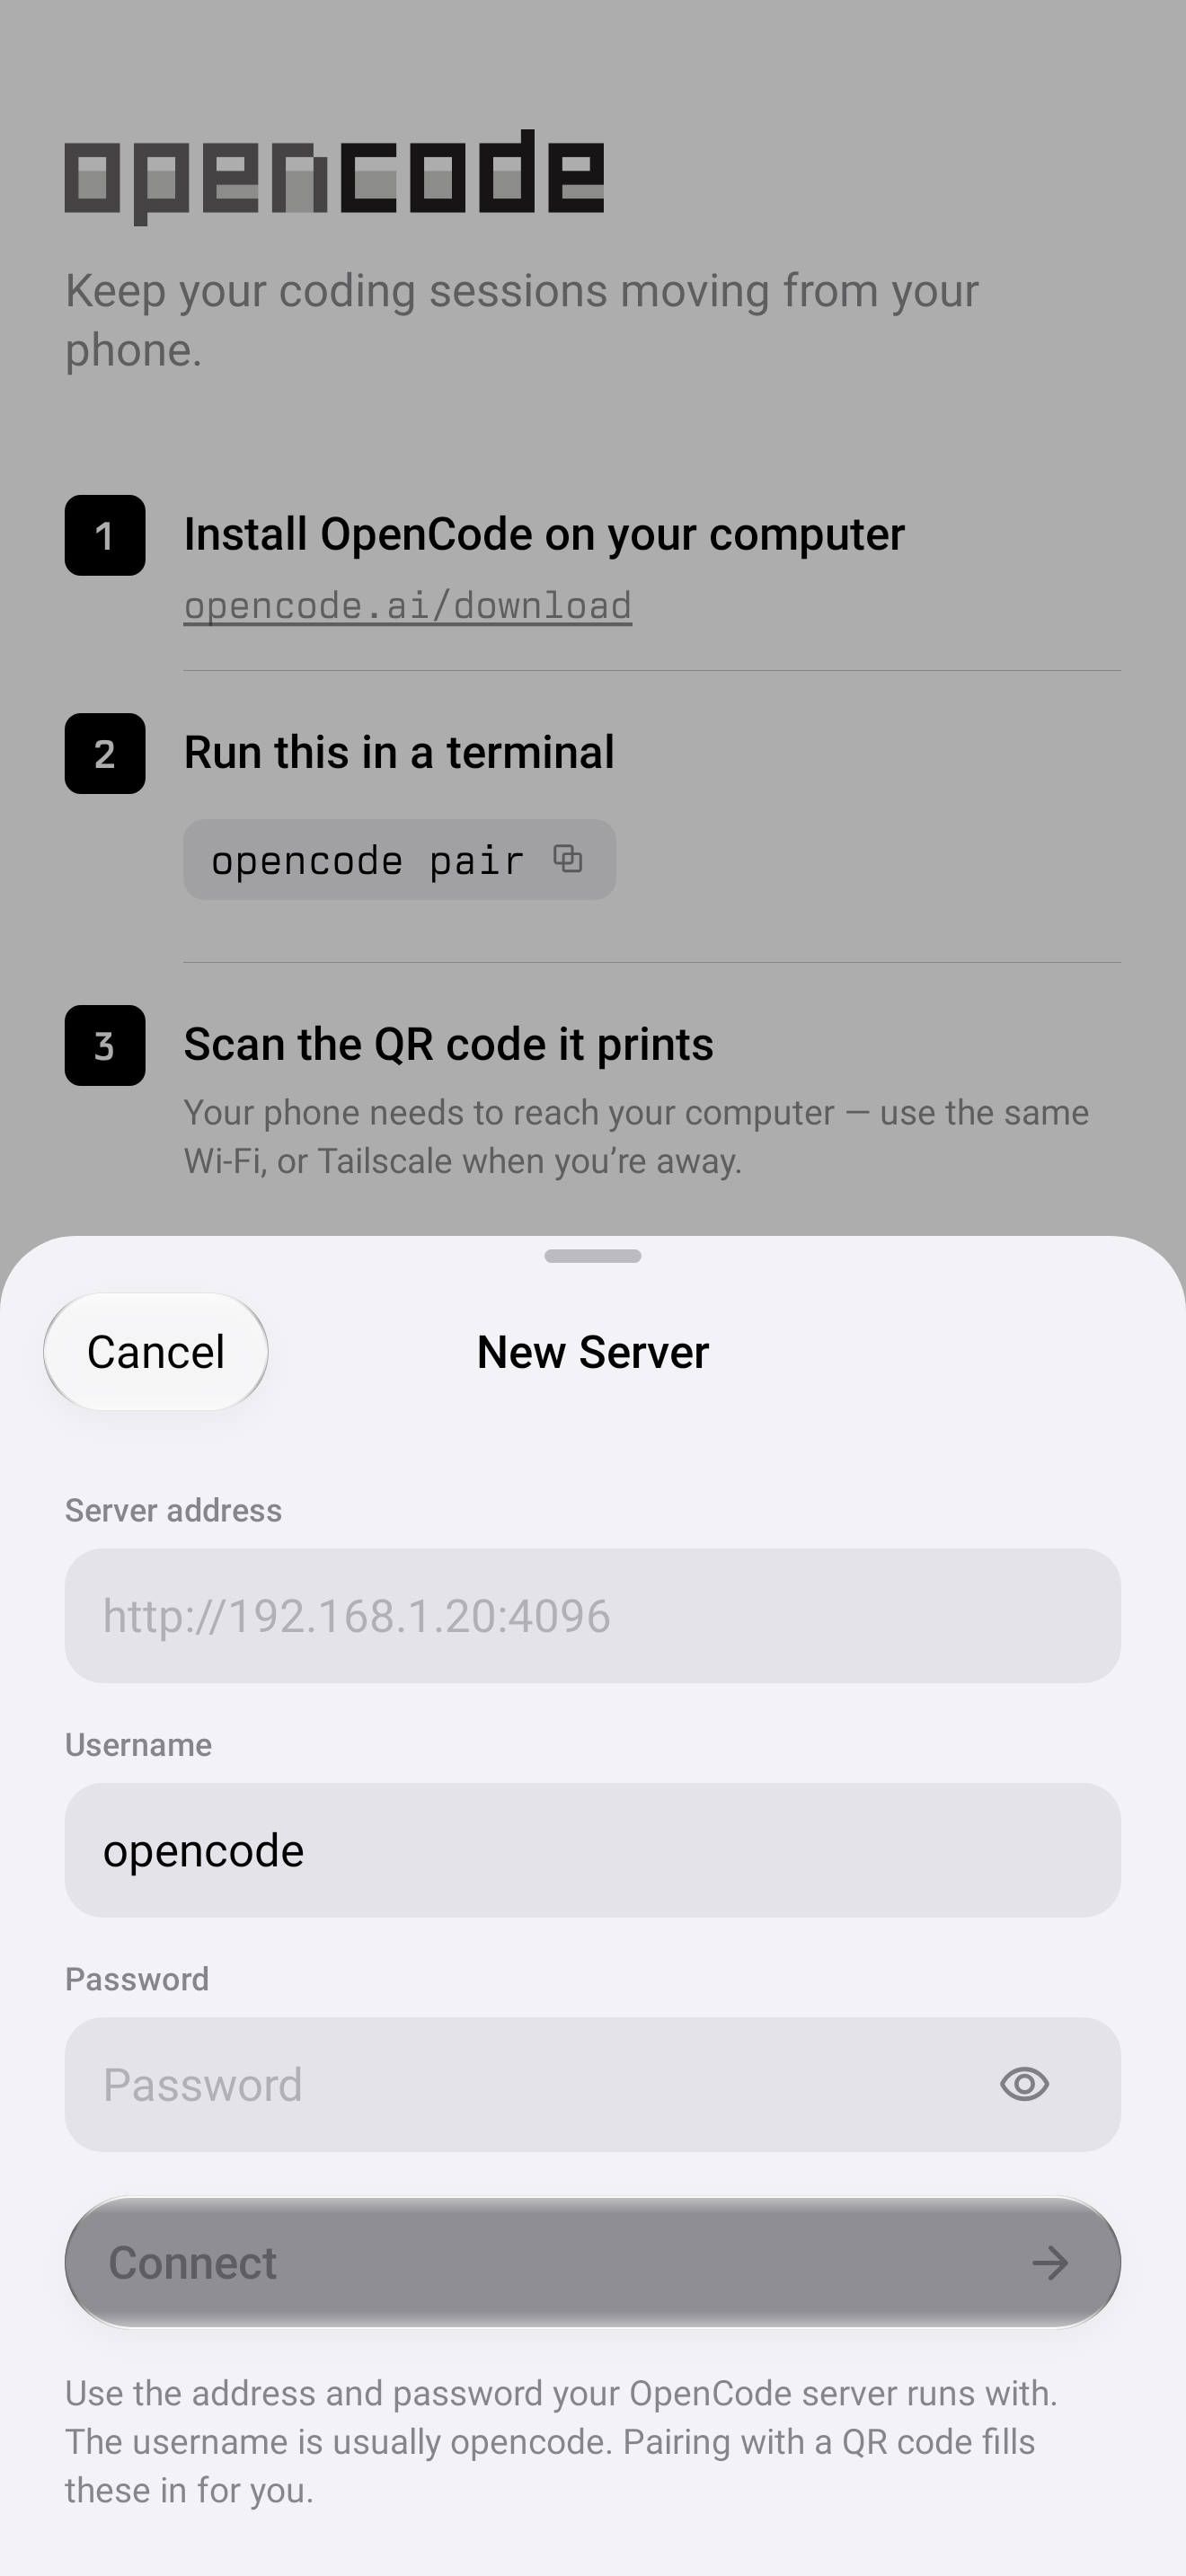 opencode
Keep your coding sessions moving from your
phone.
1
Install OpenCode on your computer
opencode.ai/download
2
Run this in a terminal
opencode pair
3
Scan the QR code it prints
Your phone needs to reach your computer — use the same
Wi-Fi, or Tailscale when you’re away.
Cancel
New Server
Server address
http://192.168.1.20:4096
Username
opencode
Password
Password
Connect
Use the address and password your OpenCode server runs with.
The username is usually opencode. Pairing with a QR code fills
these in for you.